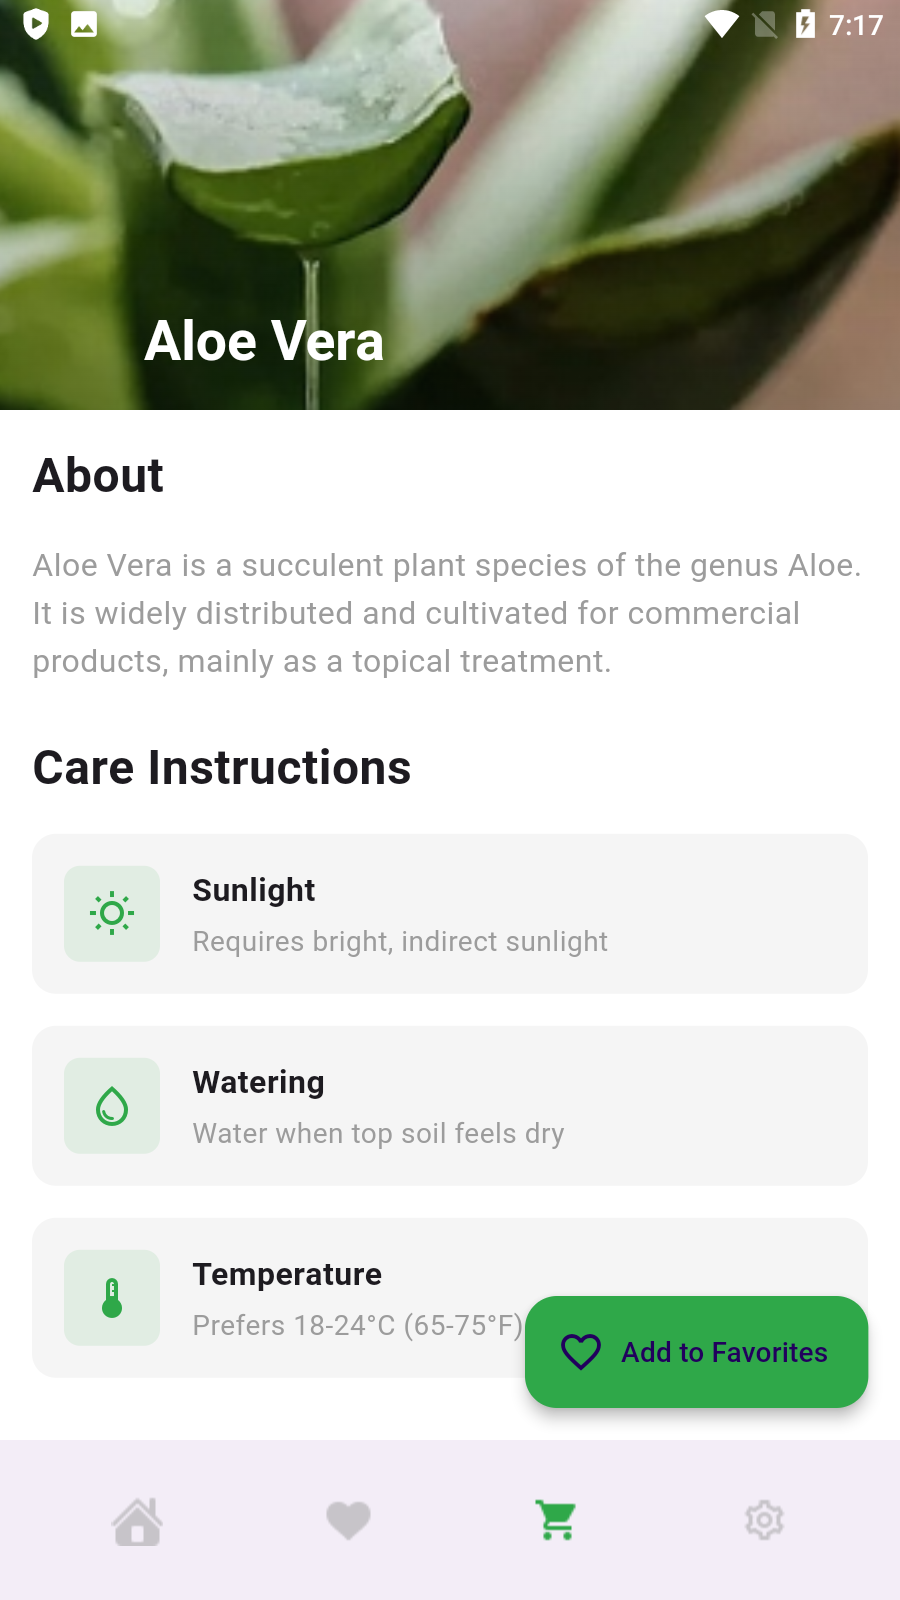 7:17
Aloe Vera
About
Aloe Vera is a succulent plant species of the genus Aloe.
It is widely distributed and cultivated for commercial
products, mainly as a topical treatment.
Care Instructions
Sunlight
Requires bright, indirect sunlight
Watering
Water when top soil feels dry
Temperature
Prefers 18-24°C (65-75°F)
Add to Favorites